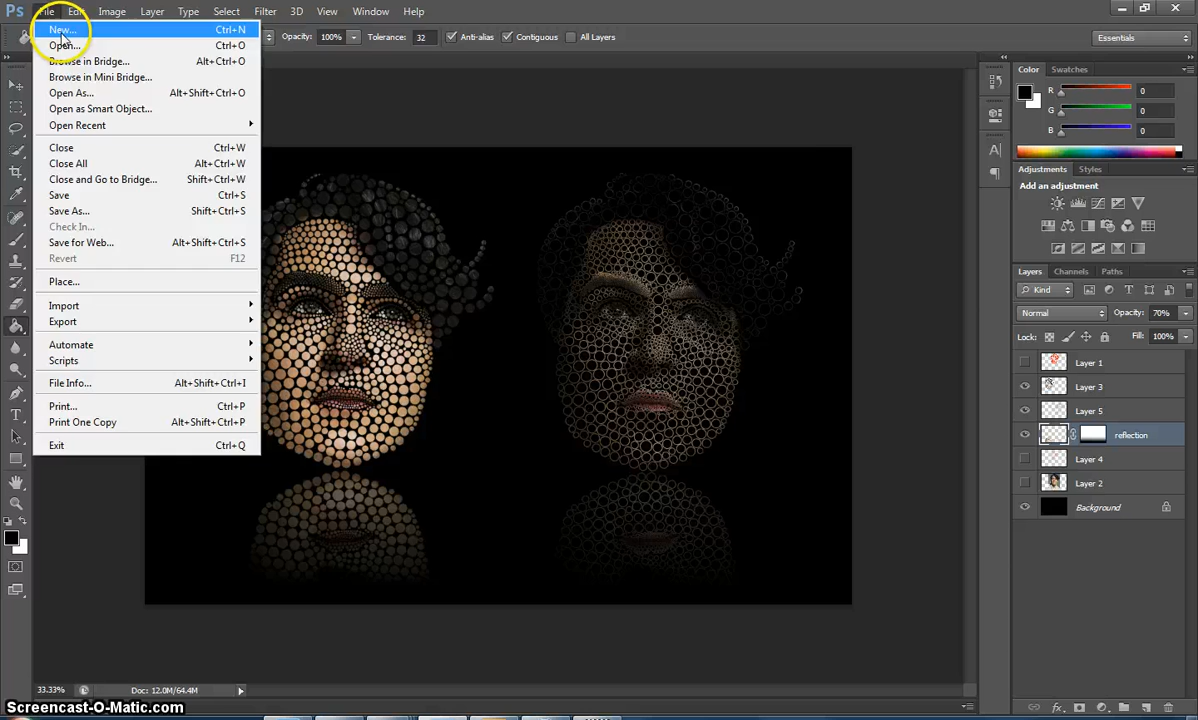 Ps File Edit Image Layer Type Select Filter 3D View Window Help
Opacity: 100% Tolerance: 32 Anti-alias Contiguous All Layers Essentials
New... Ctrl+N
Open... Ctrl+O
Browse in Bridge... Alt+Ctrl+O
Browse in Mini Bridge...
Open As... Alt+Shift+Ctrl+O
Open as Smart Object...
Open Recent
Close Ctrl+W
Close All Alt+Ctrl+W
Close and Go to Bridge... Shift+Ctrl+W
Save Ctrl+S
Save As... Shift+Ctrl+S
Check In...
Save for Web... Alt+Shift+Ctrl+S
Revert F12
Place...
Import
Export
Automate
Scripts
File Info... Alt+Shift+Ctrl+I
Print... Ctrl+P
Print One Copy Alt+Shift+Ctrl+P
Exit Ctrl+Q
Color Swatches
R 0
G 0
B 0
Adjustments Styles
Add an adjustment
Layers Channels Paths
Kind
Normal Opacity: 70%
Lock: Fill: 100%
Layer 1
Layer 3
Layer 5
reflection
Layer 4
Layer 2
Background
33.33% Doc: 12.0M/64.4M
Screencast-O-Matic.com